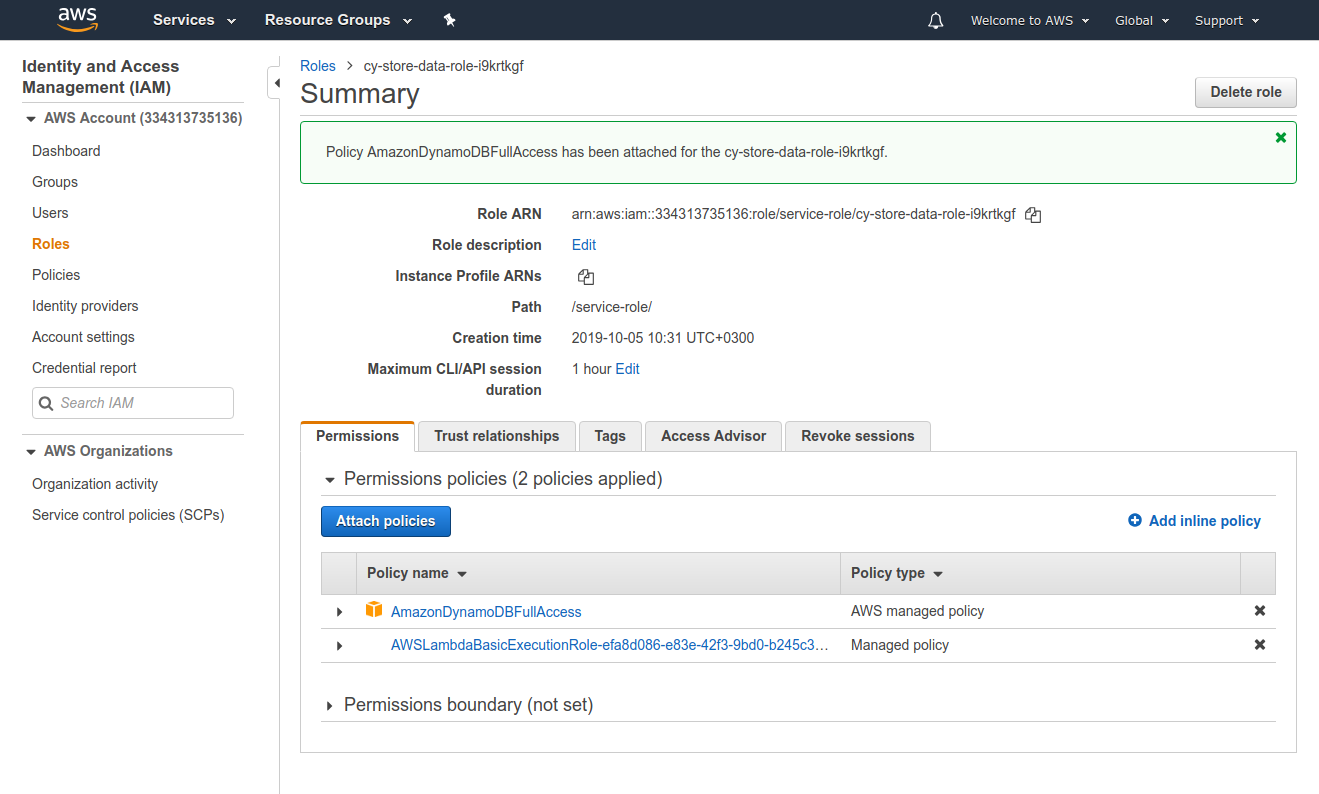 aws Services Resource Groups Welcome to AWS Global Support
Identity and Access
Management (IAM)
AWS Account (334313735136)
Dashboard
Groups
Users
Roles
Policies
Identity providers
Account settings
Credential report
Search IAM
AWS Organizations
Organization activity
Service control policies (SCPs)
Roles > cy-store-data-role-i9krtkgf
Summary
Delete role
Policy AmazonDynamoDBFullAccess has been attached for the cy-store-data-role-i9krtkgf.
Role ARN arn:aws:iam::334313735136:role/service-role/cy-store-data-role-i9krtkgf
Role description Edit
Instance Profile ARNs
Path /service-role/
Creation time 2019-10-05 10:31 UTC+0300
Maximum CLI/API session 1 hour Edit
duration
Permissions Trust relationships Tags Access Advisor Revoke sessions
Permissions policies (2 policies applied)
Attach policies Add inline policy
Policy name Policy type
AmazonDynamoDBFullAccess AWS managed policy
AWSLambdaBasicExecutionRole-efa8d086-e83e-42f3-9bd0-b245c3… Managed policy
Permissions boundary (not set)